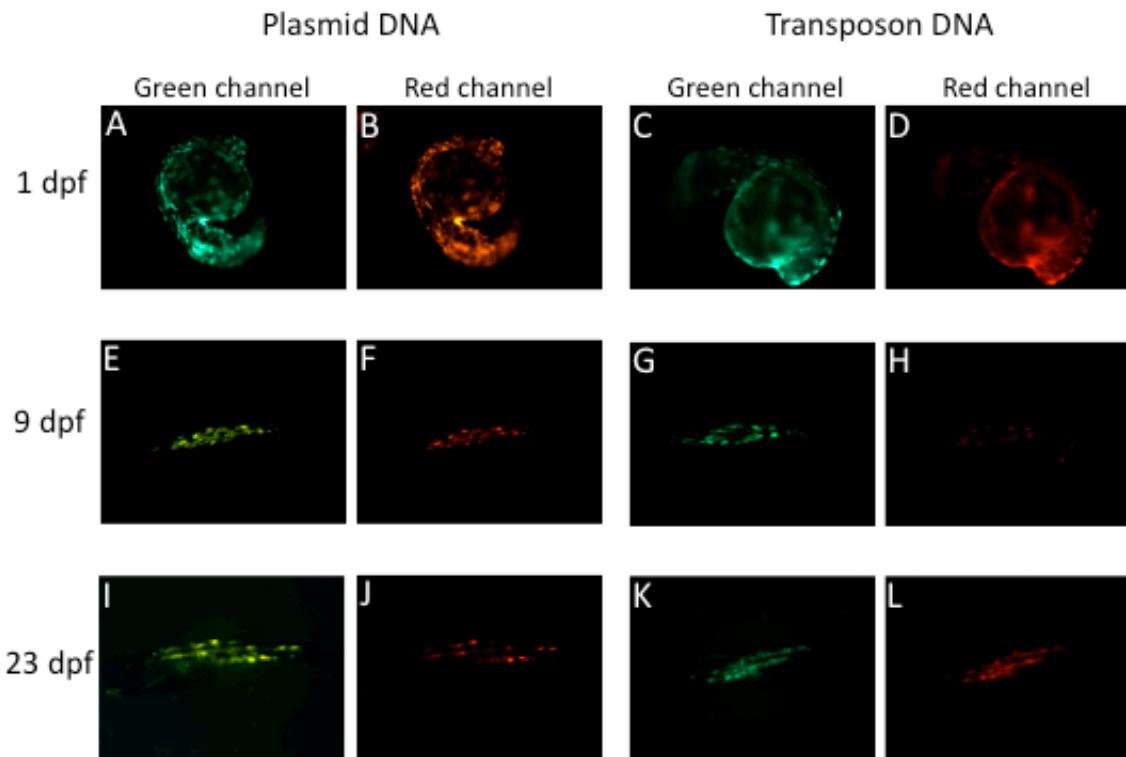 Plasmid DNA Transposon DNA
Green channel Red channel Green channel Red channel
A B C D
1 dpf
E F G H
9 dpf
I J K L
23 dpf